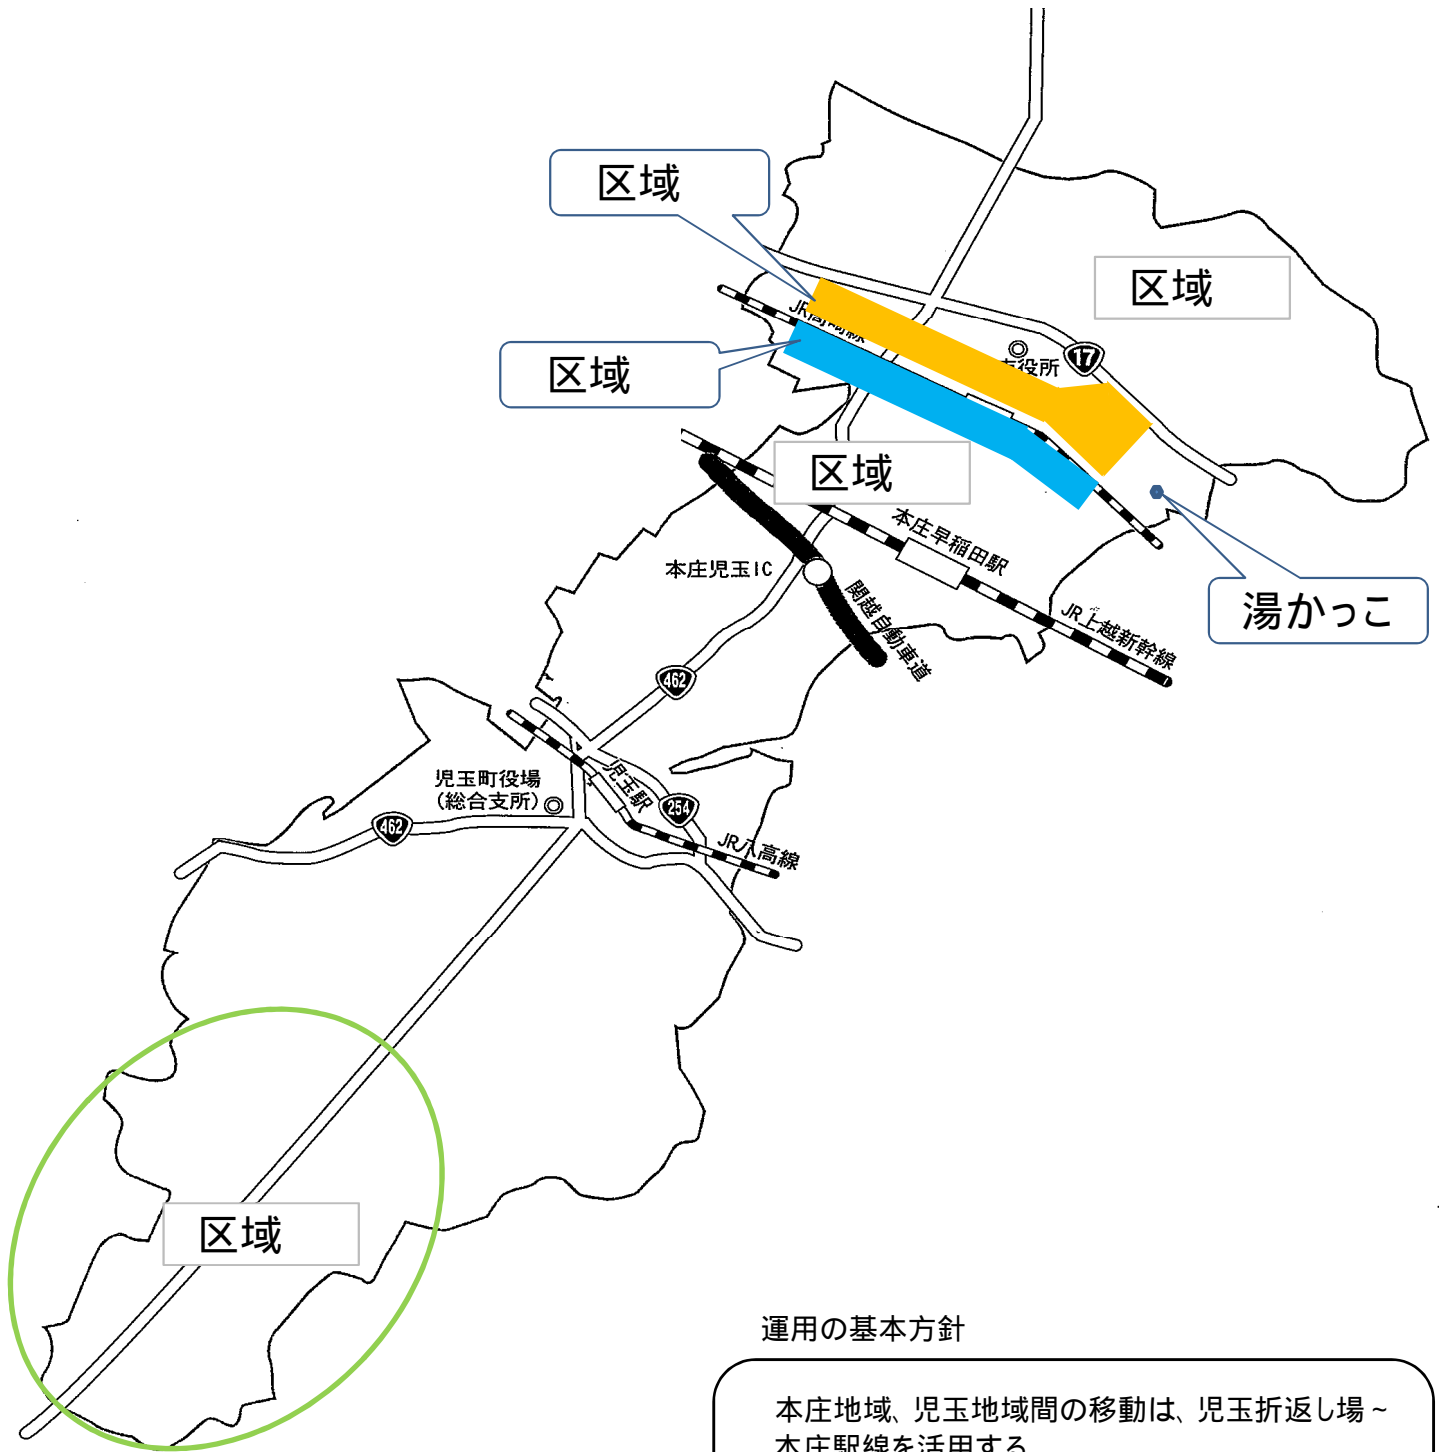 区域
区域
JR高崎線
市役所
17
区域
区域
本庄早稲田駅
本庄児玉IC
関越自動車道
湯かっこ
JR上越新幹線
462
児玉町役場
(総合支所)
児玉駅
254
462
JR八高線
区域
運用の基本方針
本庄地域、児玉地域間の移動は、児玉折返し場~
本庄駅線を活用する